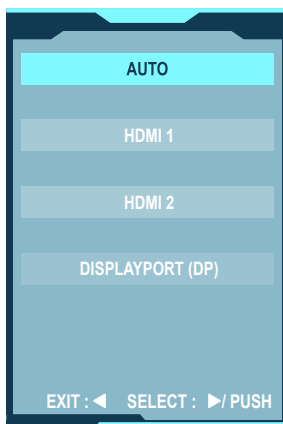 AUTO
HDMI 1
HDMI 2
DISPLAYPORT (DP)
EXIT : ◀ SELECT : ▶/ PUSH